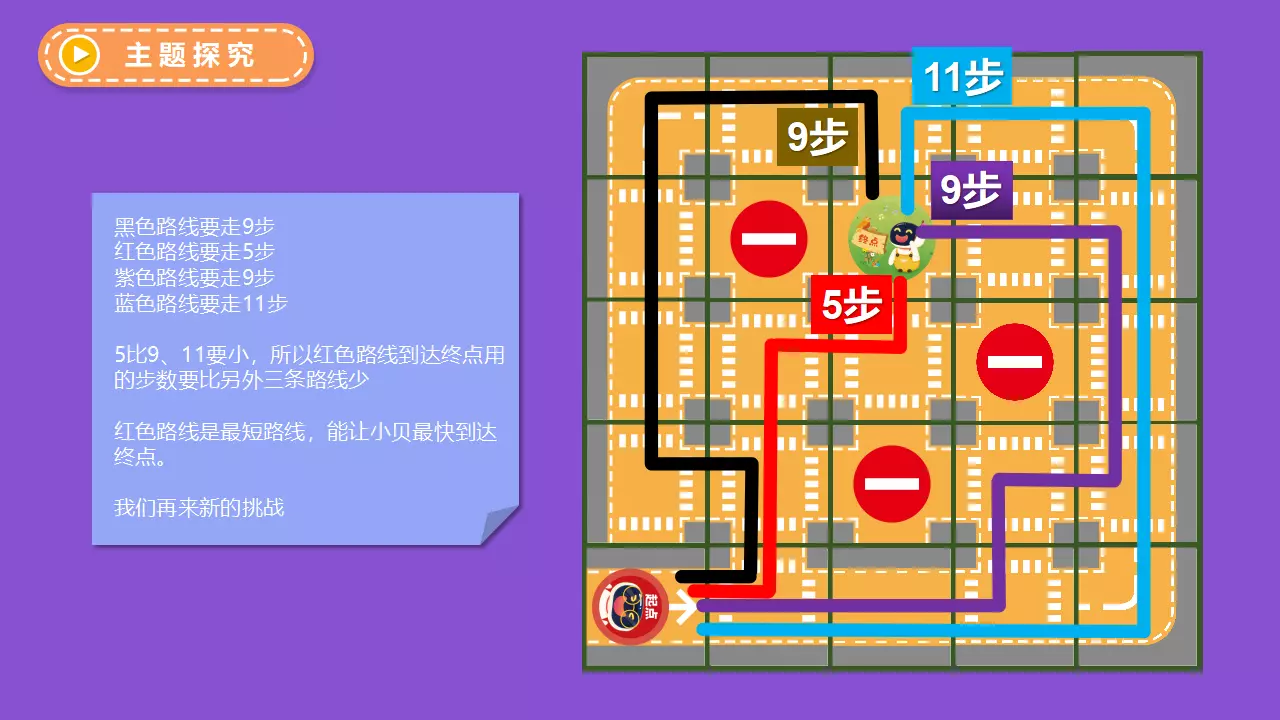 主题探究
11步
9步
9步
黑色路线要走9步
红色路线要走5步
紫色路线要走9步
蓝色路线要走11步
终点
5步
5比9、11要小，所以红色路线到达终点用
的步数要比另外三条路线少
红色路线是最短路线，能让小贝最快到达
终点。
我们再来新的挑战
起点